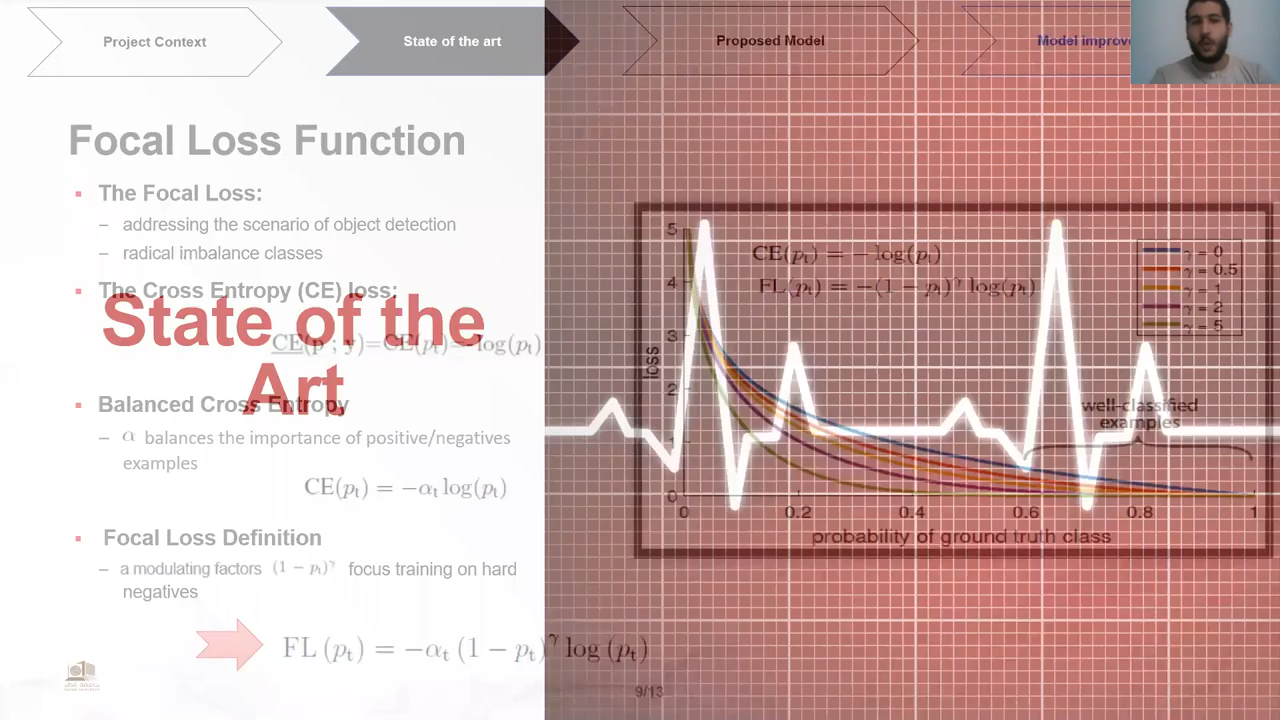 Project Context
State of the art
Proposed Model
Model improve
Focal Loss Function
The Focal Loss:
– addressing the scenario of object detection
– radical imbalance classes
The Cross Entropy (CE) loss:
State of the
Art
CE(p ; y)=CE(pₜ)=-log(pₜ)
Balanced Cross Entropy
– α balances the importance of positive/negatives
examples
CE(pₜ) = −αₜ log(pₜ)
Focal Loss Definition
– a modulating factors (1 − pₜ)^γ focus training on hard
negatives
FL (pₜ) = −αₜ (1 − pₜ)^γ log (pₜ)
CE(pₜ) = − log(pₜ)
FL(pₜ) = −(1 − pₜ)^γ log(pₜ)
γ = 0
γ = 0.5
γ = 1
γ = 2
γ = 5
5
4
3
2
1
0
loss
well-classified
examples
0 0.2 0.4 0.6 0.8 1
probability of ground truth class
9/13